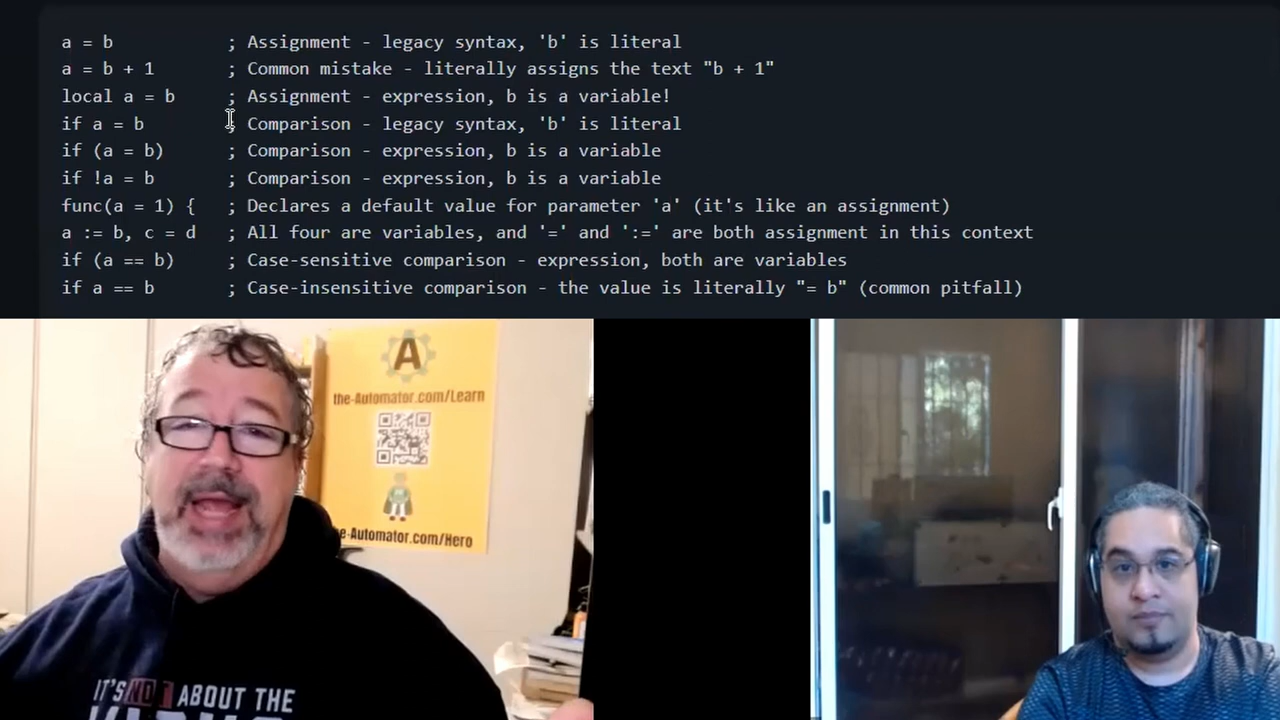 a = b ; Assignment - legacy syntax, 'b' is literal
a = b + 1 ; Common mistake - literally assigns the text "b + 1"
local a = b ; Assignment - expression, b is a variable!
if a = b ; Comparison - legacy syntax, 'b' is literal
if (a = b) ; Comparison - expression, b is a variable
if !a = b ; Comparison - expression, b is a variable
func(a = 1) { ; Declares a default value for parameter 'a' (it's like an assignment)
a := b, c = d ; All four are variables, and '=' and ':=' are both assignment in this context
if (a == b) ; Case-sensitive comparison - expression, both are variables
if a == b ; Case-insensitive comparison - the value is literally "= b" (common pitfall)
A
the-Automator.com/Learn
the-Automator.com/Hero
IT'S NOT ABOUT THE